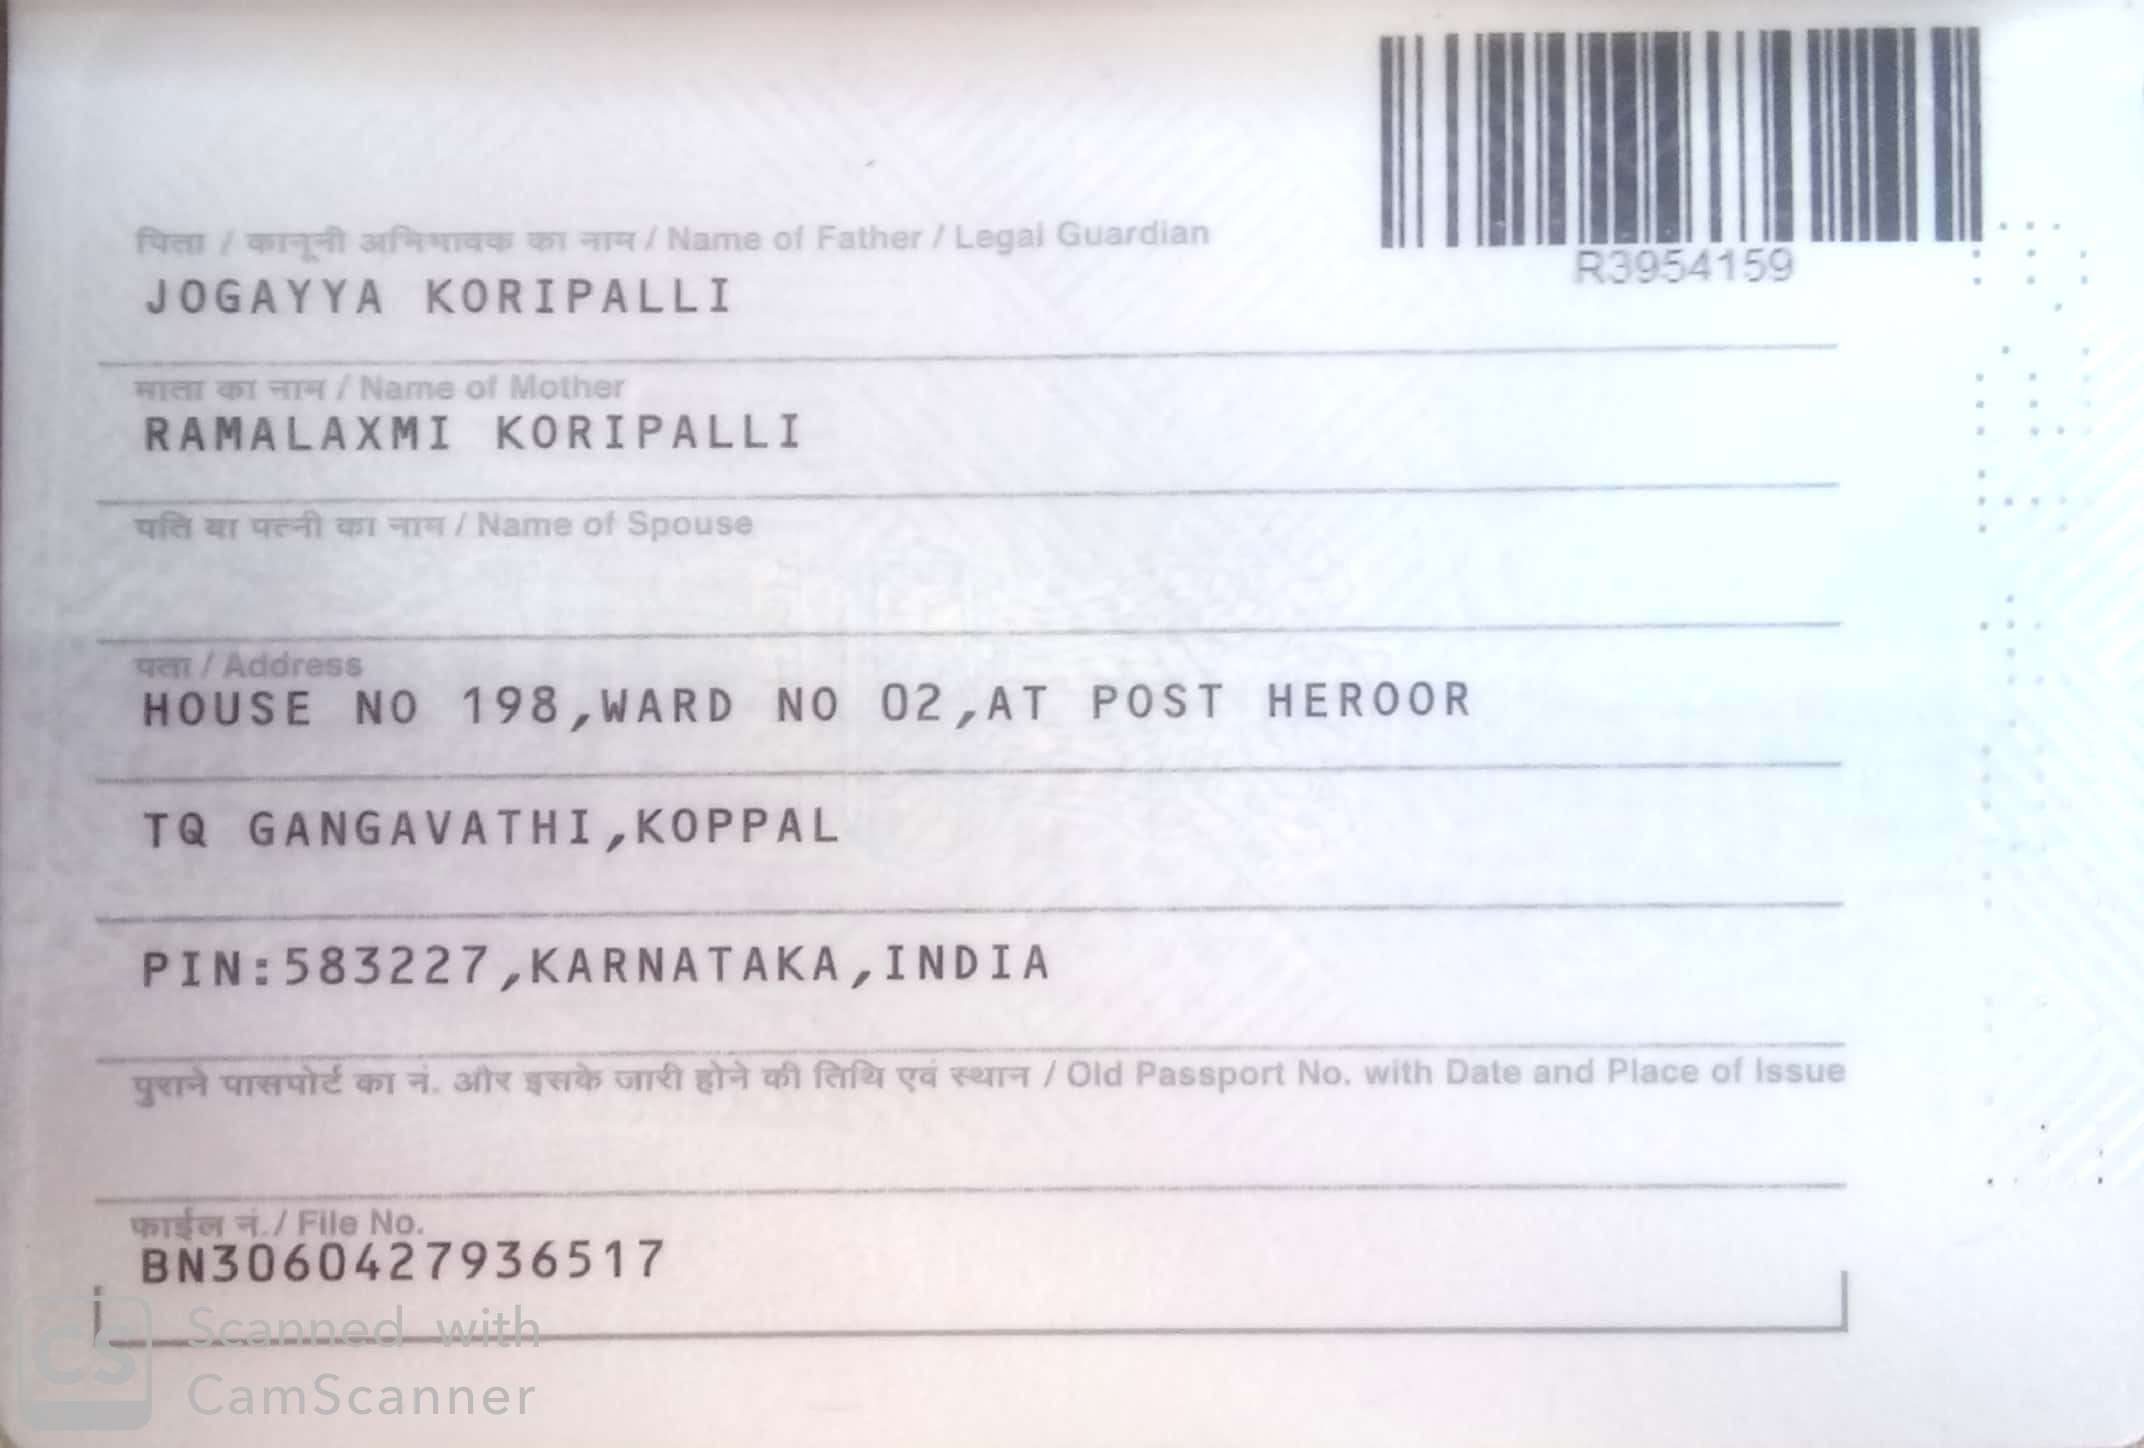 R3954159
पिता / कानूनी अभिभावक का नाम / Name of Father / Legal Guardian
JOGAYYA KORIPALLI
माता का नाम / Name of Mother
RAMALAXMI KORIPALLI
पति या पत्नी का नाम / Name of Spouse
पता / Address
HOUSE NO 198,WARD NO 02,AT POST HEROOR
TQ GANGAVATHI,KOPPAL
PIN:583227,KARNATAKA,INDIA
पुराने पासपोर्ट का नं. और इसके जारी होने की तिथि एवं स्थान / Old Passport No. with Date and Place of Issue
फाईल नं./ File No.
BN3060427936517
CS Scanned with
CamScanner